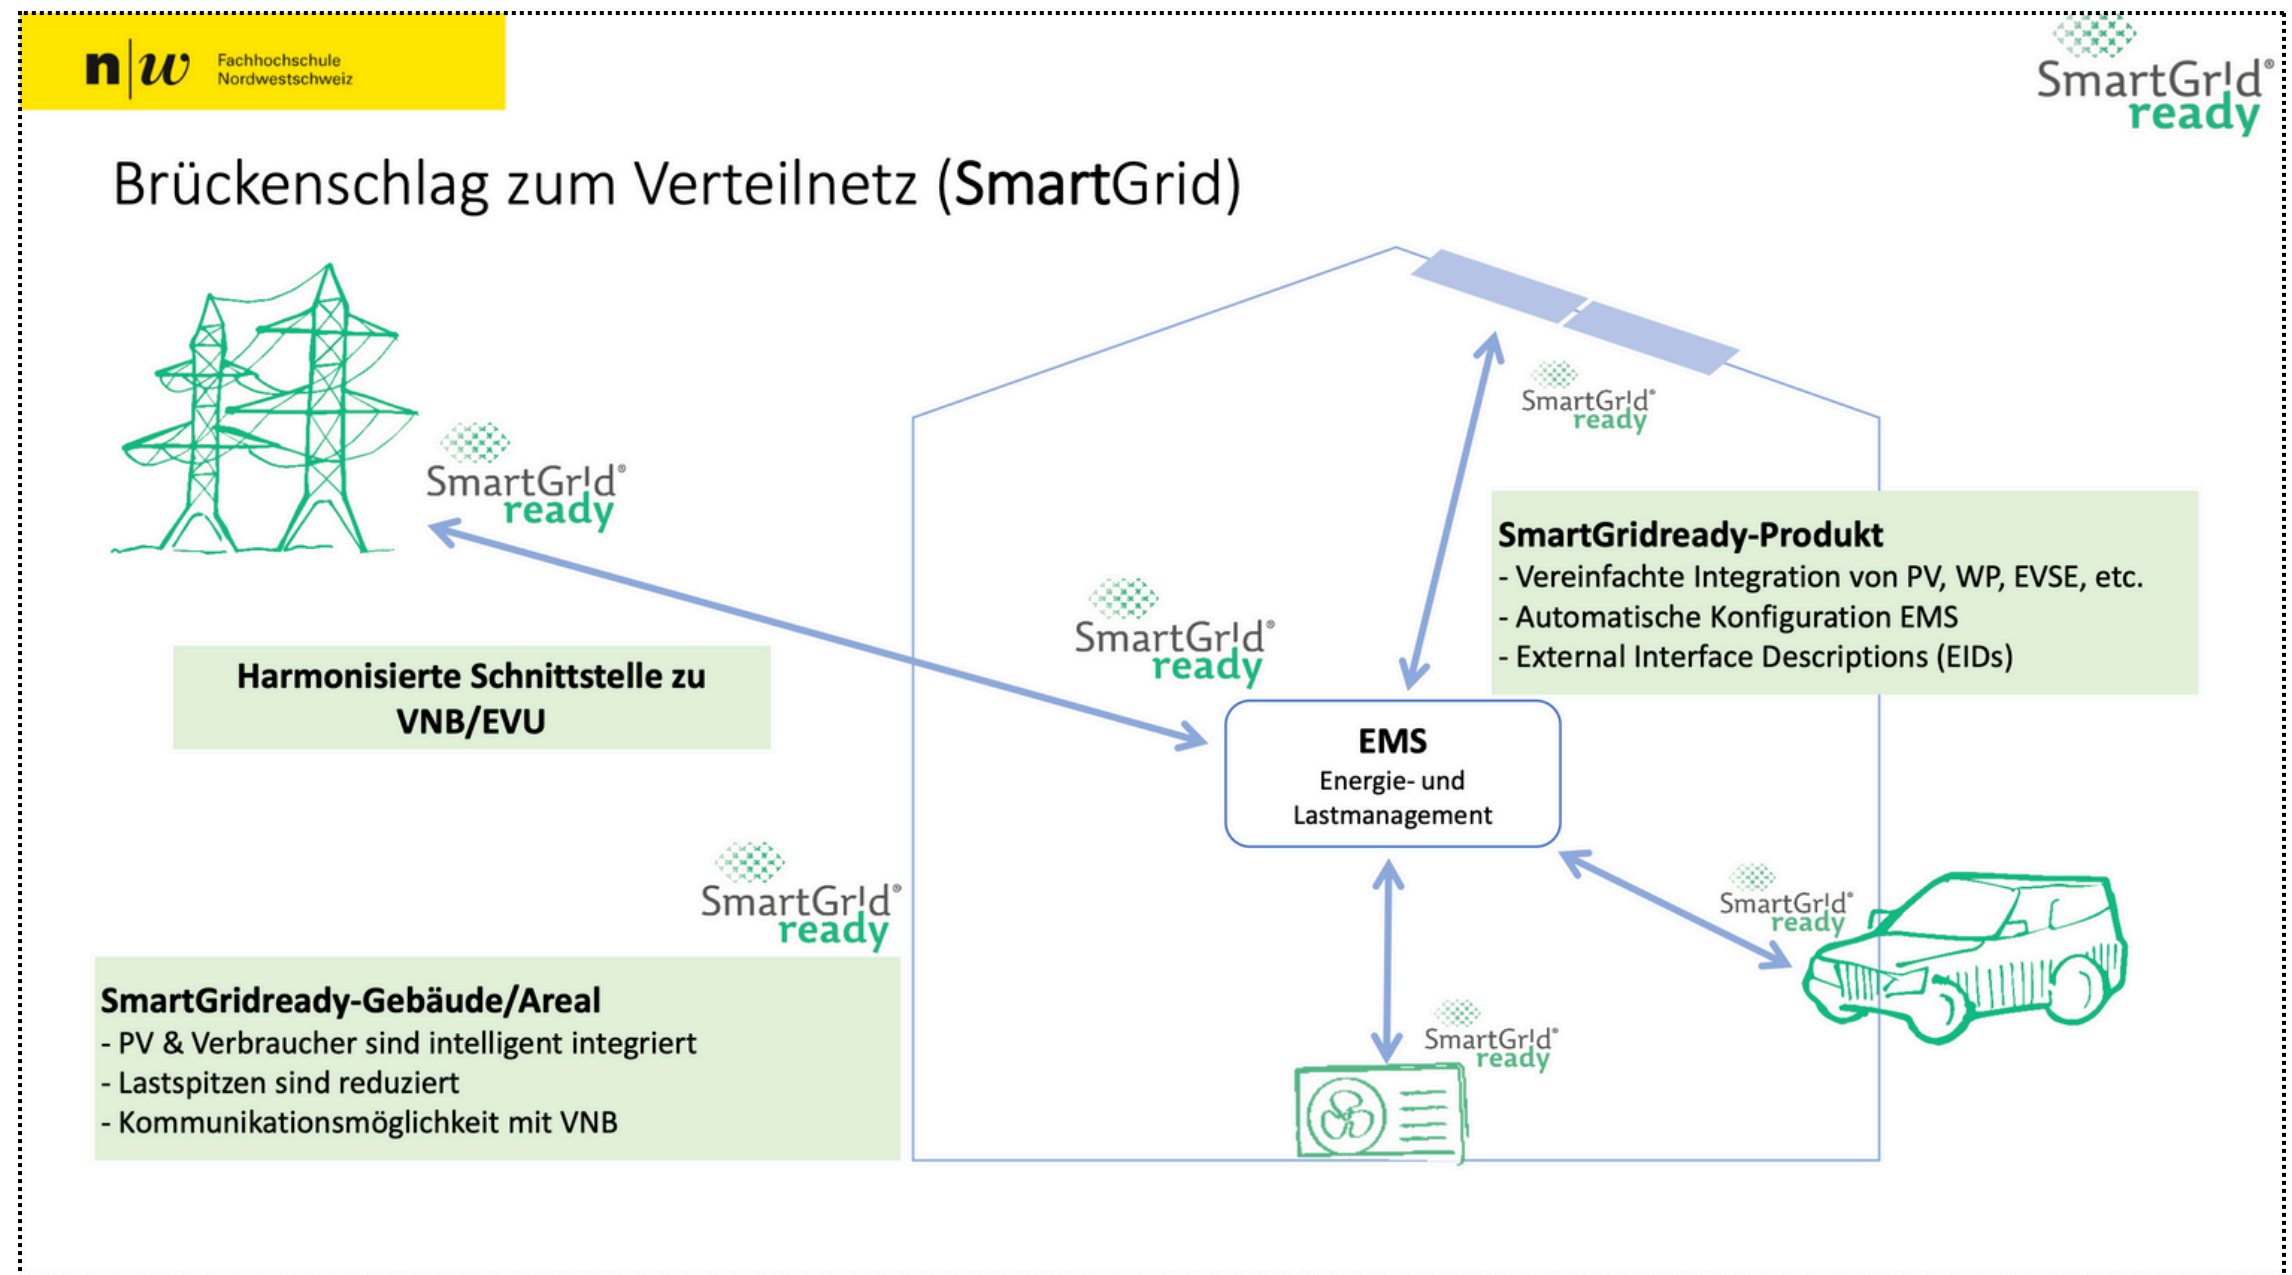 n|w Fachhochschule
Nordwestschweiz
SmartGr!d®
ready
Brückenschlag zum Verteilnetz (SmartGrid)
SmartGr!d®
ready
SmartGr!d®
ready
SmartGridready-Produkt
- Vereinfachte Integration von PV, WP, EVSE, etc.
- Automatische Konfiguration EMS
- External Interface Descriptions (EIDs)
SmartGr!d®
ready
Harmonisierte Schnittstelle zu
VNB/EVU
EMS
Energie- und
Lastmanagement
SmartGr!d®
ready
SmartGr!d®
ready
SmartGridready-Gebäude/Areal
- PV & Verbraucher sind intelligent integriert
- Lastspitzen sind reduziert
- Kommunikationsmöglichkeit mit VNB
SmartGr!d®
ready